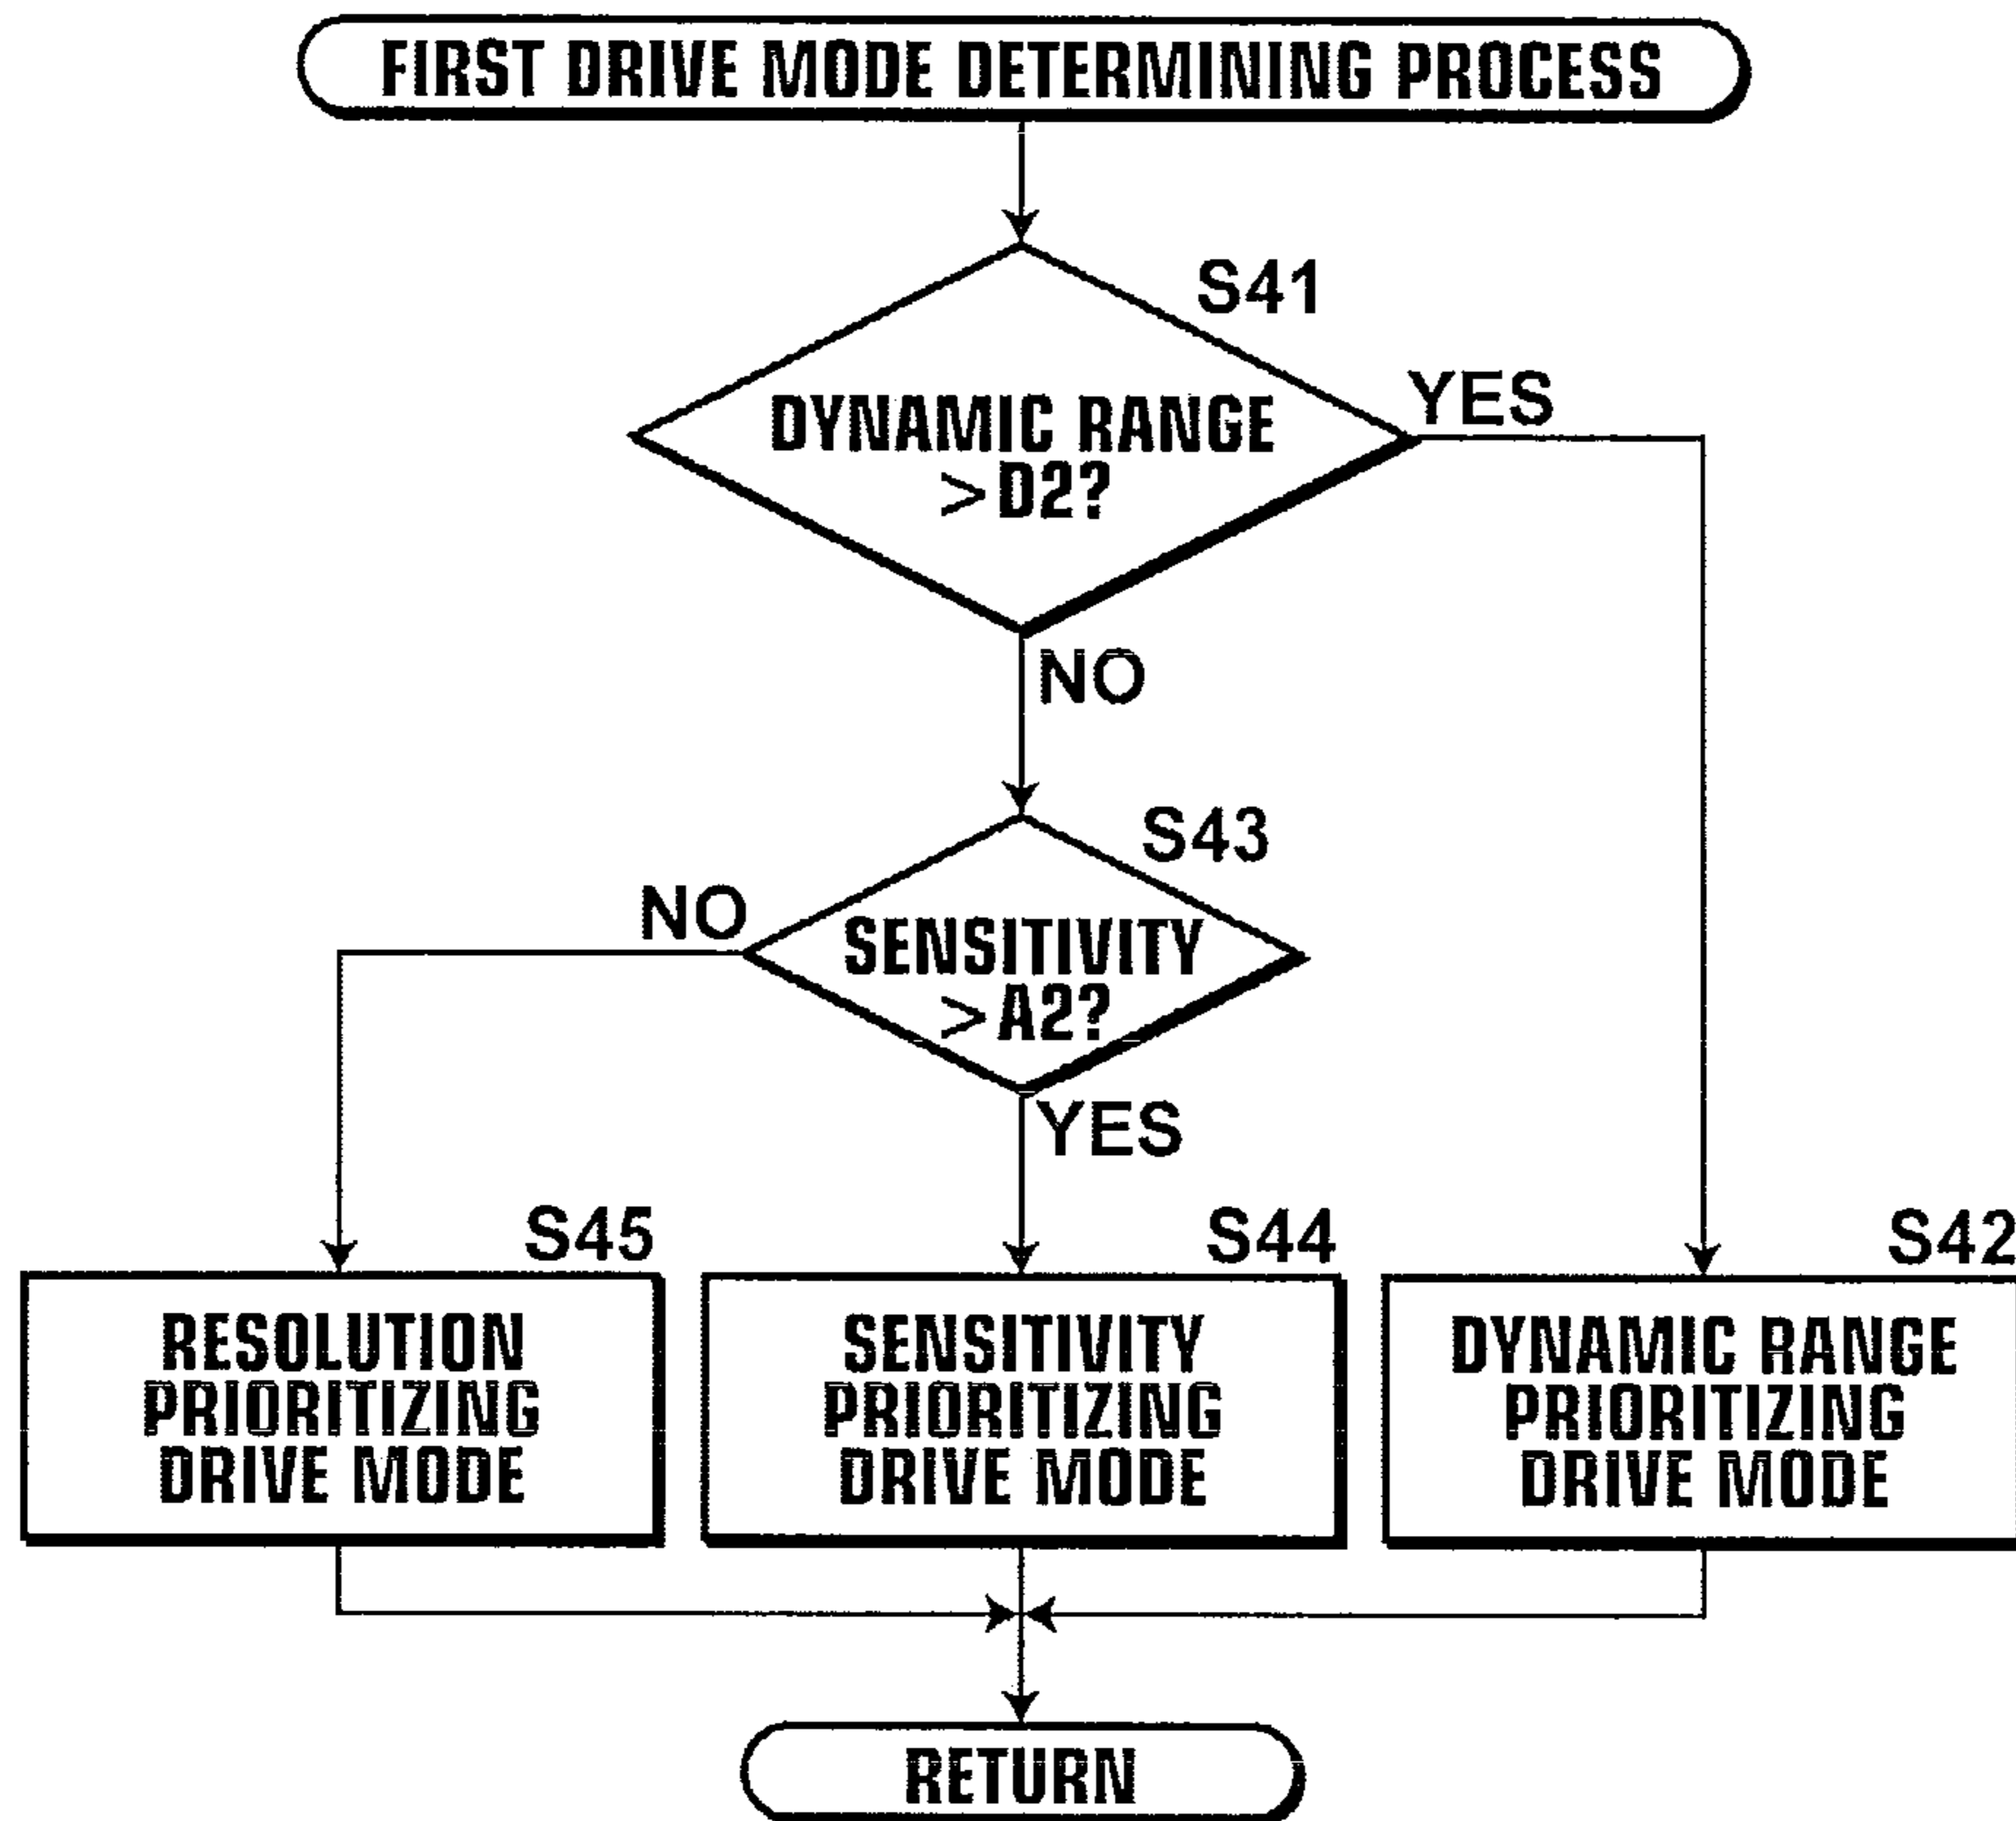 FIRST DRIVE MODE DETERMINING PROCESS
S41
DYNAMIC RANGE
>D2?
YES
NO
S43
SENSITIVITY
>A2?
NO
YES
S45
RESOLUTION
PRIORITIZING
DRIVE MODE
S44
SENSITIVITY
PRIORITIZING
DRIVE MODE
S42
DYNAMIC RANGE
PRIORITIZING
DRIVE MODE
RETURN